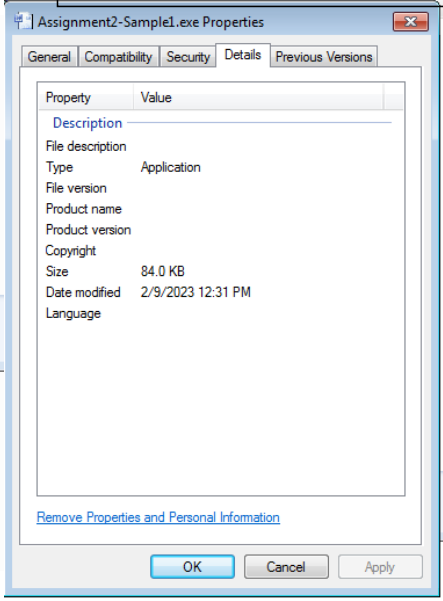 Assignment2-Sample1.exe Properties
General Compatibility Security Details Previous Versions
Property Value
Description
File description
Type Application
File version
Product name
Product version
Copyright
Size 84.0 KB
Date modified 2/9/2023 12:31 PM
Language
Remove Properties and Personal Information
OK Cancel Apply